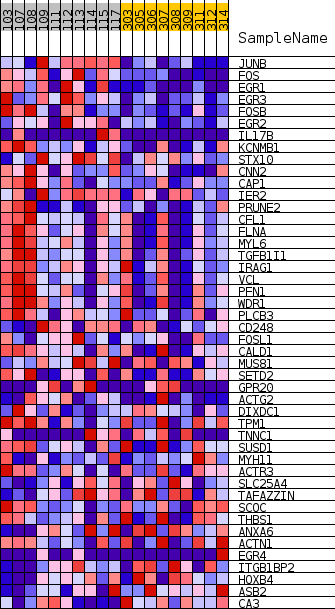 107 108 109 111 112 113 114 115 117 303 305 306 307 308 309 311 312 314
SampleName
JUNB
FOS
EGR1
EGR3
FOSB
EGR2
IL17B
KCNMB1
STX10
CNN2
CAP1
IER2
PRUNE2
CFL1
FLNA
MYL6
TGFB1I1
IRAG1
VCL
PFN1
WDR1
PLCB3
CD248
FOSL1
CALD1
MUS81
SETD2
GPR20
ACTG2
DIXDC1
TPM1
TNNC1
SUSD1
MYH11
ACTR3
SLC25A4
TAFAZZIN
SCOC
THBS1
ANXA6
ACTN1
EGR4
ITGB1BP2
HOXB4
ASB2
CA3